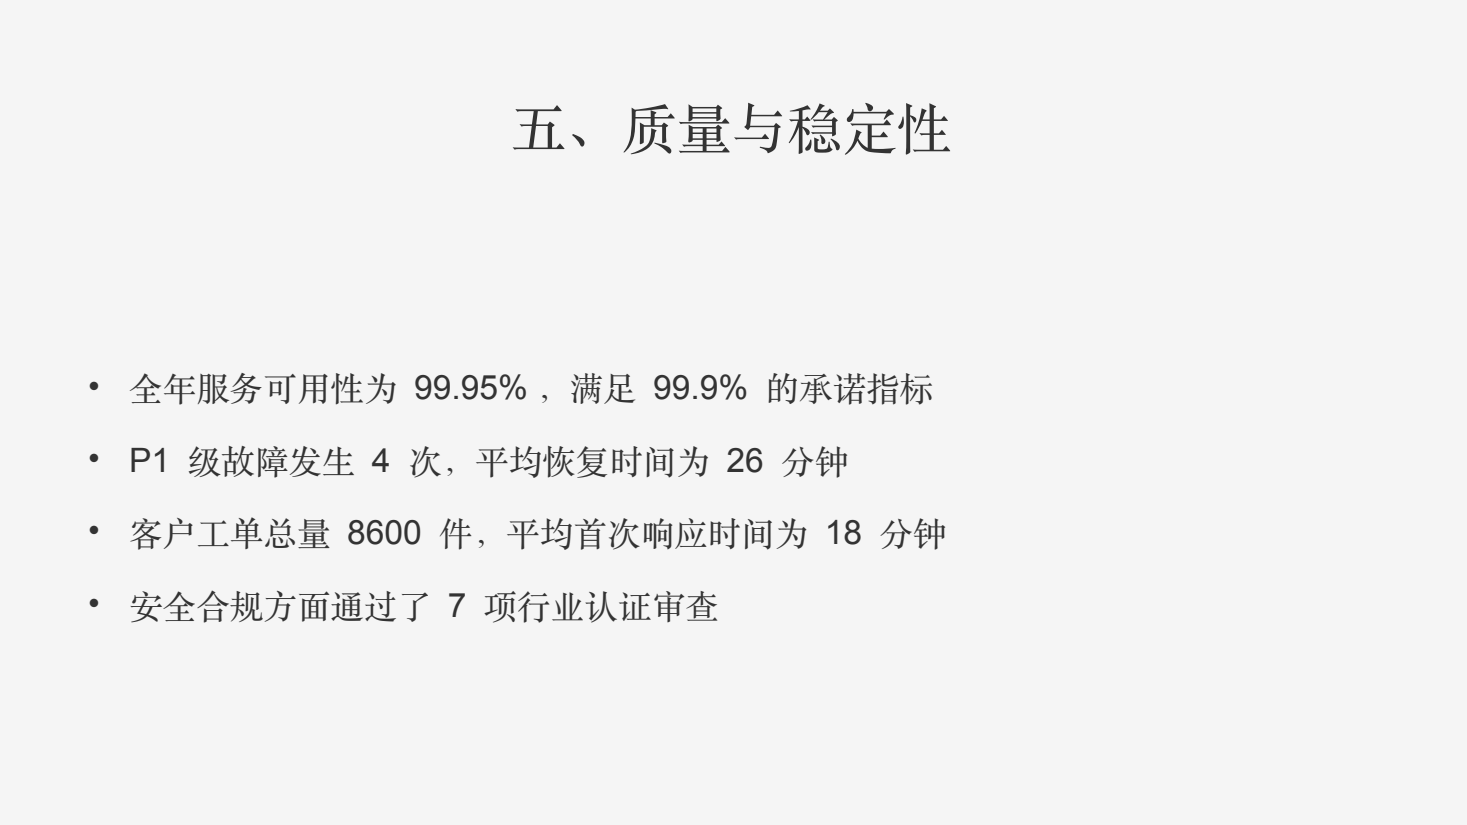 五、质量与稳定性
• 全年服务可用性为 99.95%，满足 99.9% 的承诺指标
• P1 级故障发生 4 次，平均恢复时间为 26 分钟
• 客户工单总量 8600 件，平均首次响应时间为 18 分钟
• 安全合规方面通过了 7 项行业认证审查